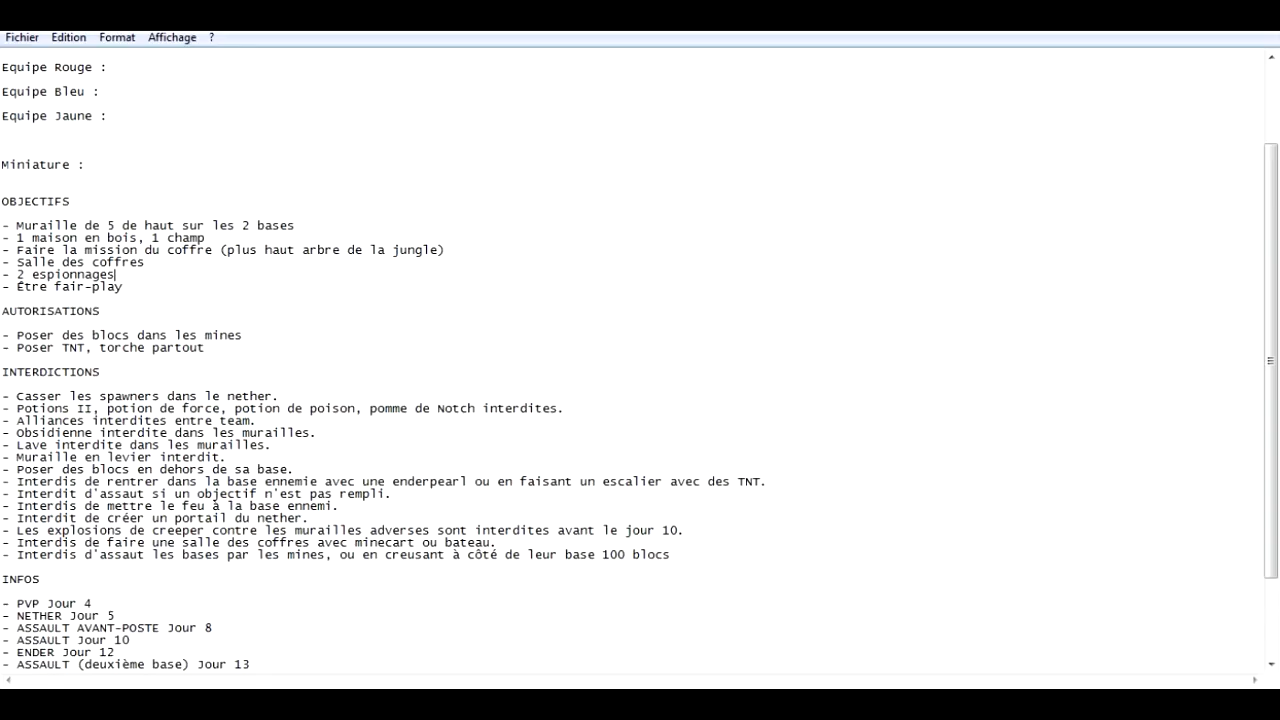 Fichier Edition Format Affichage ?
Equipe Rouge :
Equipe Bleu :
Equipe Jaune :
Miniature :
OBJECTIFS
- Muraille de 5 de haut sur les 2 bases
- 1 maison en bois, 1 champ
- Faire la mission du coffre (plus haut arbre de la jungle)
- Salle des coffres
- 2 espionnages
- Être fair-play
AUTORISATIONS
- Poser des blocs dans les mines
- Poser TNT, torche partout
INTERDICTIONS
- Casser les spawners dans le nether.
- Potions II, potion de force, potion de poison, pomme de Notch interdites.
- Alliances interdites entre team.
- Obsidienne interdite dans les murailles.
- Lave interdite dans les murailles.
- Muraille en levier interdit.
- Poser des blocs en dehors de sa base.
- Interdis de rentrer dans la base ennemie avec une enderpearl ou en faisant un escalier avec des TNT.
- Interdit d'assaut si un objectif n'est pas rempli.
- Interdis de mettre le feu à la base ennemi.
- Interdit de créer un portail du nether.
- Les explosions de creeper contre les murailles adverses sont interdites avant le jour 10.
- Interdis de faire une salle des coffres avec minecart ou bateau.
- Interdis d'assaut les bases par les mines, ou en creusant à côté de leur base 100 blocs
INFOS
- PVP Jour 4
- NETHER Jour 5
- ASSAULT AVANT-POSTE Jour 8
- ASSAULT Jour 10
- ENDER Jour 12
- ASSAULT (deuxième base) Jour 13